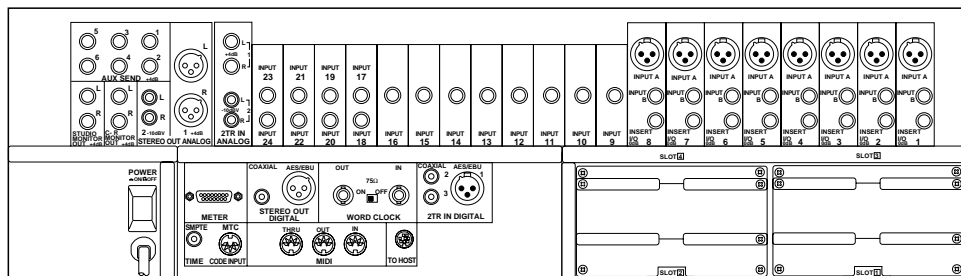 5 3 1
6 4 2
AUX SEND +4dB
L L
R R
STUDIO MONITOR OUT +4dB
C-R MONITOR OUT +4dB
L
R
2 -10dBV
L
R
1 +4dB
STEREO OUT ANALOG
+4dB
L
R
1
-10dBV
L
R
2
2TR IN ANALOG
INPUT 23
INPUT 21
INPUT 19
INPUT 17
INPUT 24
INPUT 22
INPUT 20
INPUT 18
INPUT 16
INPUT 15
INPUT 14
INPUT 13
INPUT 12
INPUT 11
INPUT 10
INPUT 9
INPUT A INPUT A INPUT A INPUT A INPUT A INPUT A INPUT A INPUT A
INPUT B INPUT B INPUT B INPUT B INPUT B INPUT B INPUT B INPUT B
INSERT I/O INSERT I/O INSERT I/O INSERT I/O INSERT I/O INSERT I/O INSERT I/O INSERT I/O
8 7 6 5 4 3 2 1
SLOT 4 SLOT 3
POWER
ON/OFF
METER
COAXIAL AES/EBU
STEREO OUT DIGITAL
OUT IN
75Ω
ON OFF
WORD CLOCK
COAXIAL AES/EBU
2 1
3
2TR IN DIGITAL
SMPTE MTC
TIME CODE INPUT
THRU OUT IN
MIDI
TO HOST
SLOT 2 SLOT 1